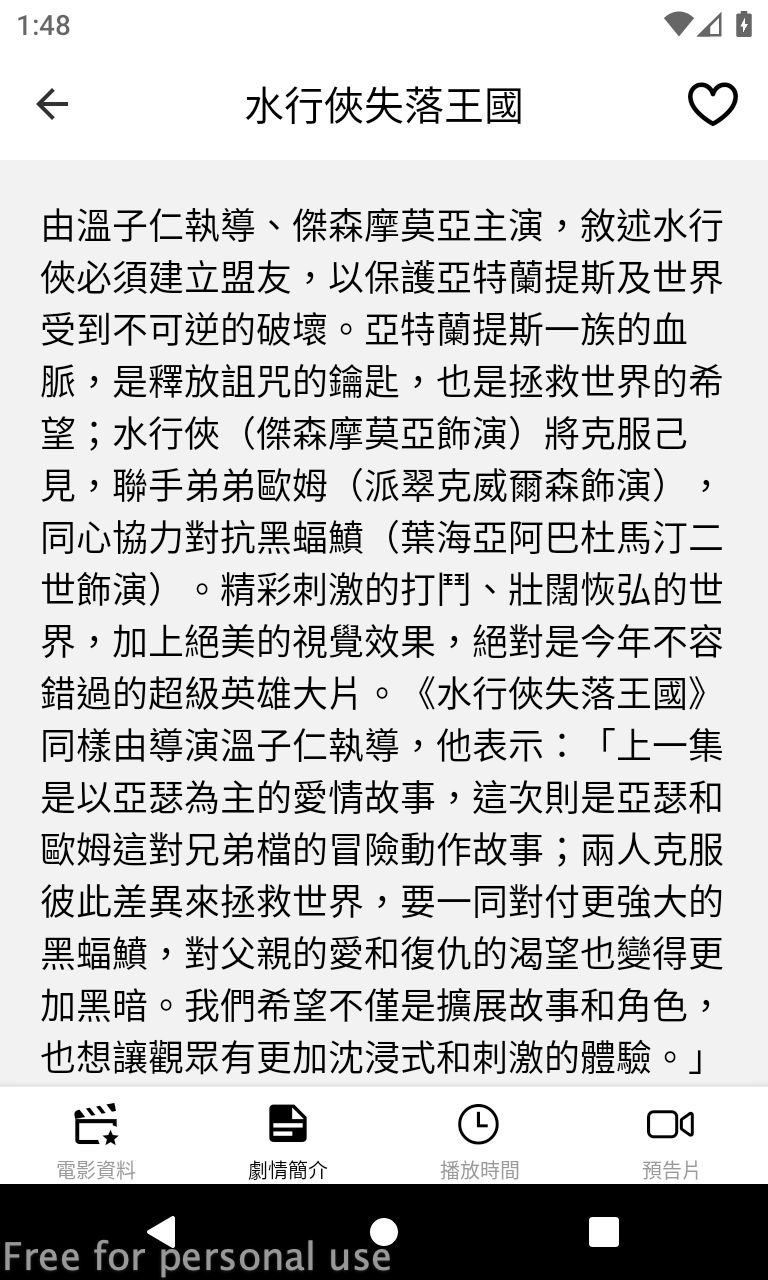 1:48
水行俠失落王國
由溫子仁執導、傑森摩莫亞主演，敘述水行
俠必須建立盟友，以保護亞特蘭提斯及世界
受到不可逆的破壞。亞特蘭提斯一族的血
脈，是釋放詛咒的鑰匙，也是拯救世界的希
望；水行俠（傑森摩莫亞飾演）將克服己
見，聯手弟弟歐姆（派翠克威爾森飾演），
同心協力對抗黑蝠鱝（葉海亞阿巴杜馬汀二
世飾演）。精彩刺激的打鬥、壯闊恢弘的世
界，加上絕美的視覺效果，絕對是今年不容
錯過的超級英雄大片。《水行俠失落王國》
同樣由導演溫子仁執導，他表示：「上一集
是以亞瑟為主的愛情故事，這次則是亞瑟和
歐姆這對兄弟檔的冒險動作故事；兩人克服
彼此差異來拯救世界，要一同對付更強大的
黑蝠鱝，對父親的愛和復仇的渴望也變得更
加黑暗。我們希望不僅是擴展故事和角色，
也想讓觀眾有更加沈浸式和刺激的體驗。」
電影資料
劇情簡介
播放時間
預告片
Free for personal use